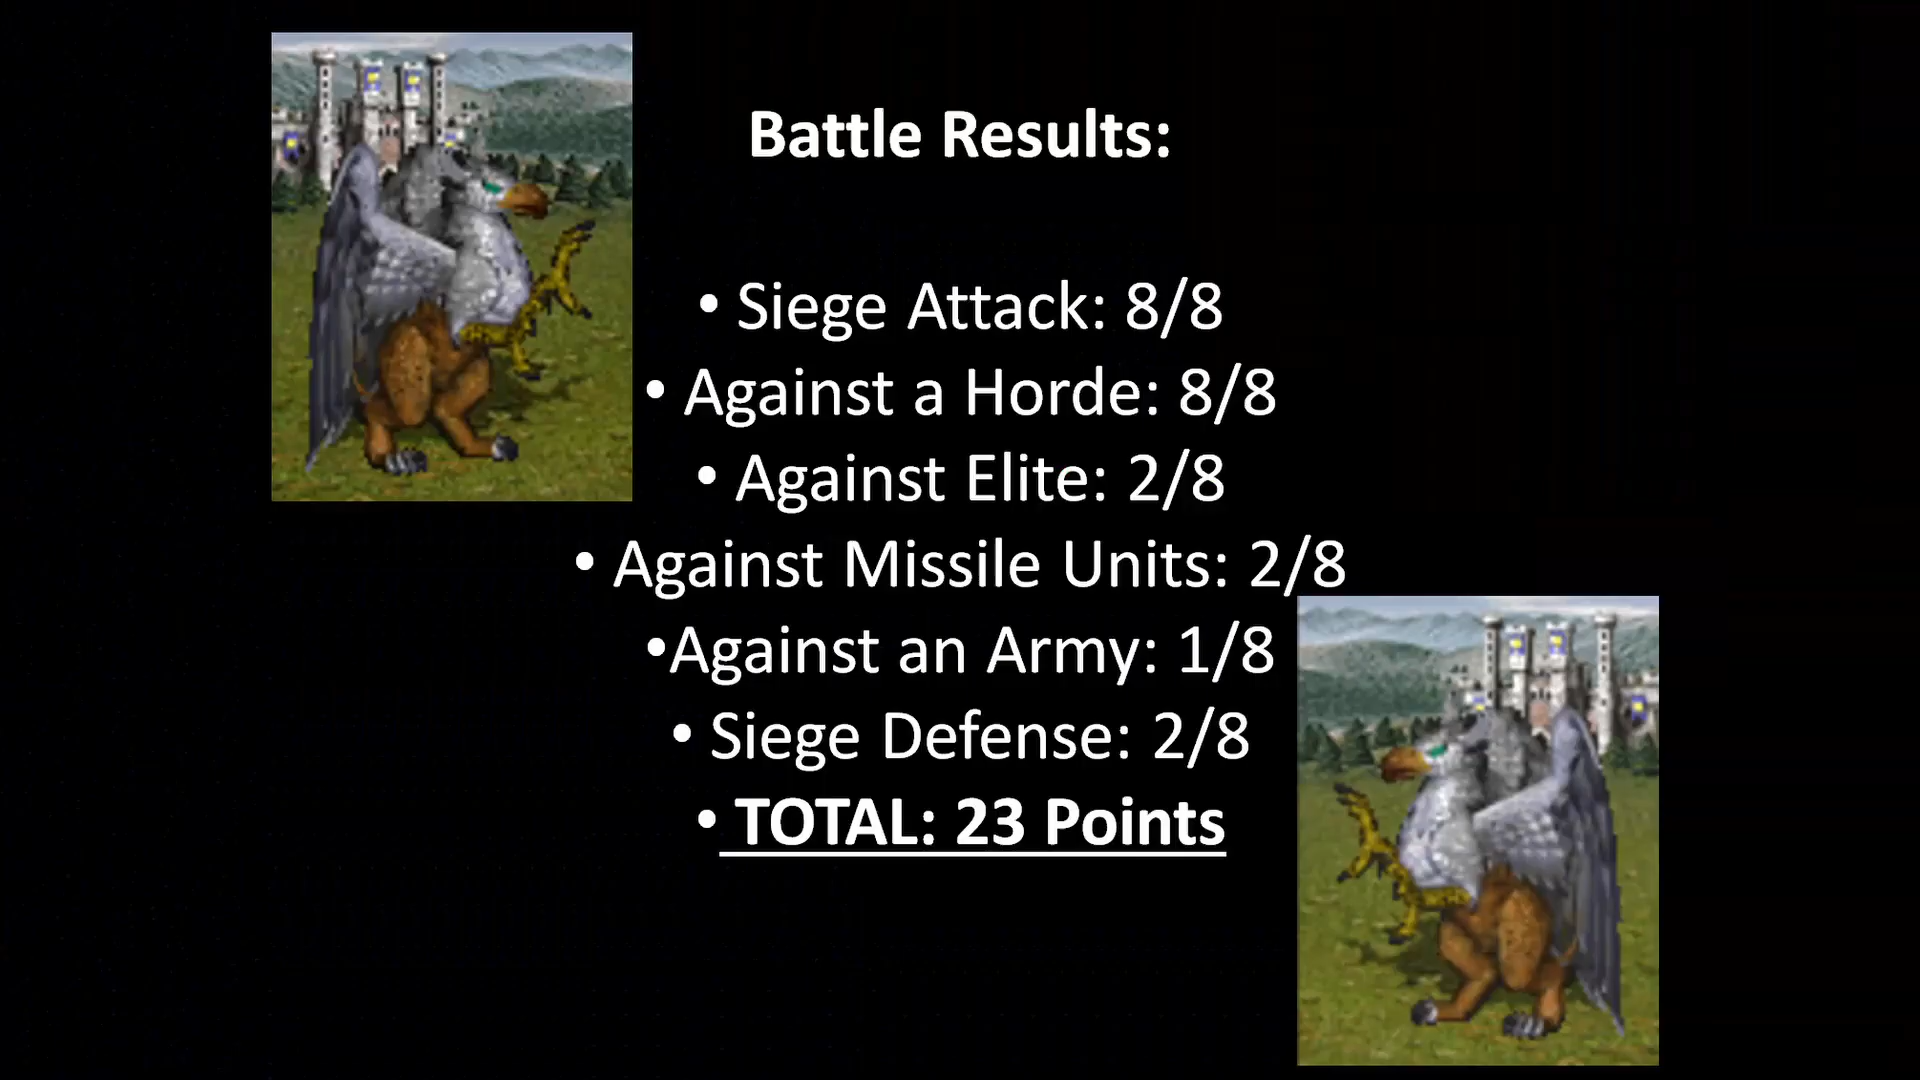 Battle Results:
• Siege Attack: 8/8
• Against a Horde: 8/8
• Against Elite: 2/8
• Against Missile Units: 2/8
•Against an Army: 1/8
• Siege Defense: 2/8
• TOTAL: 23 Points